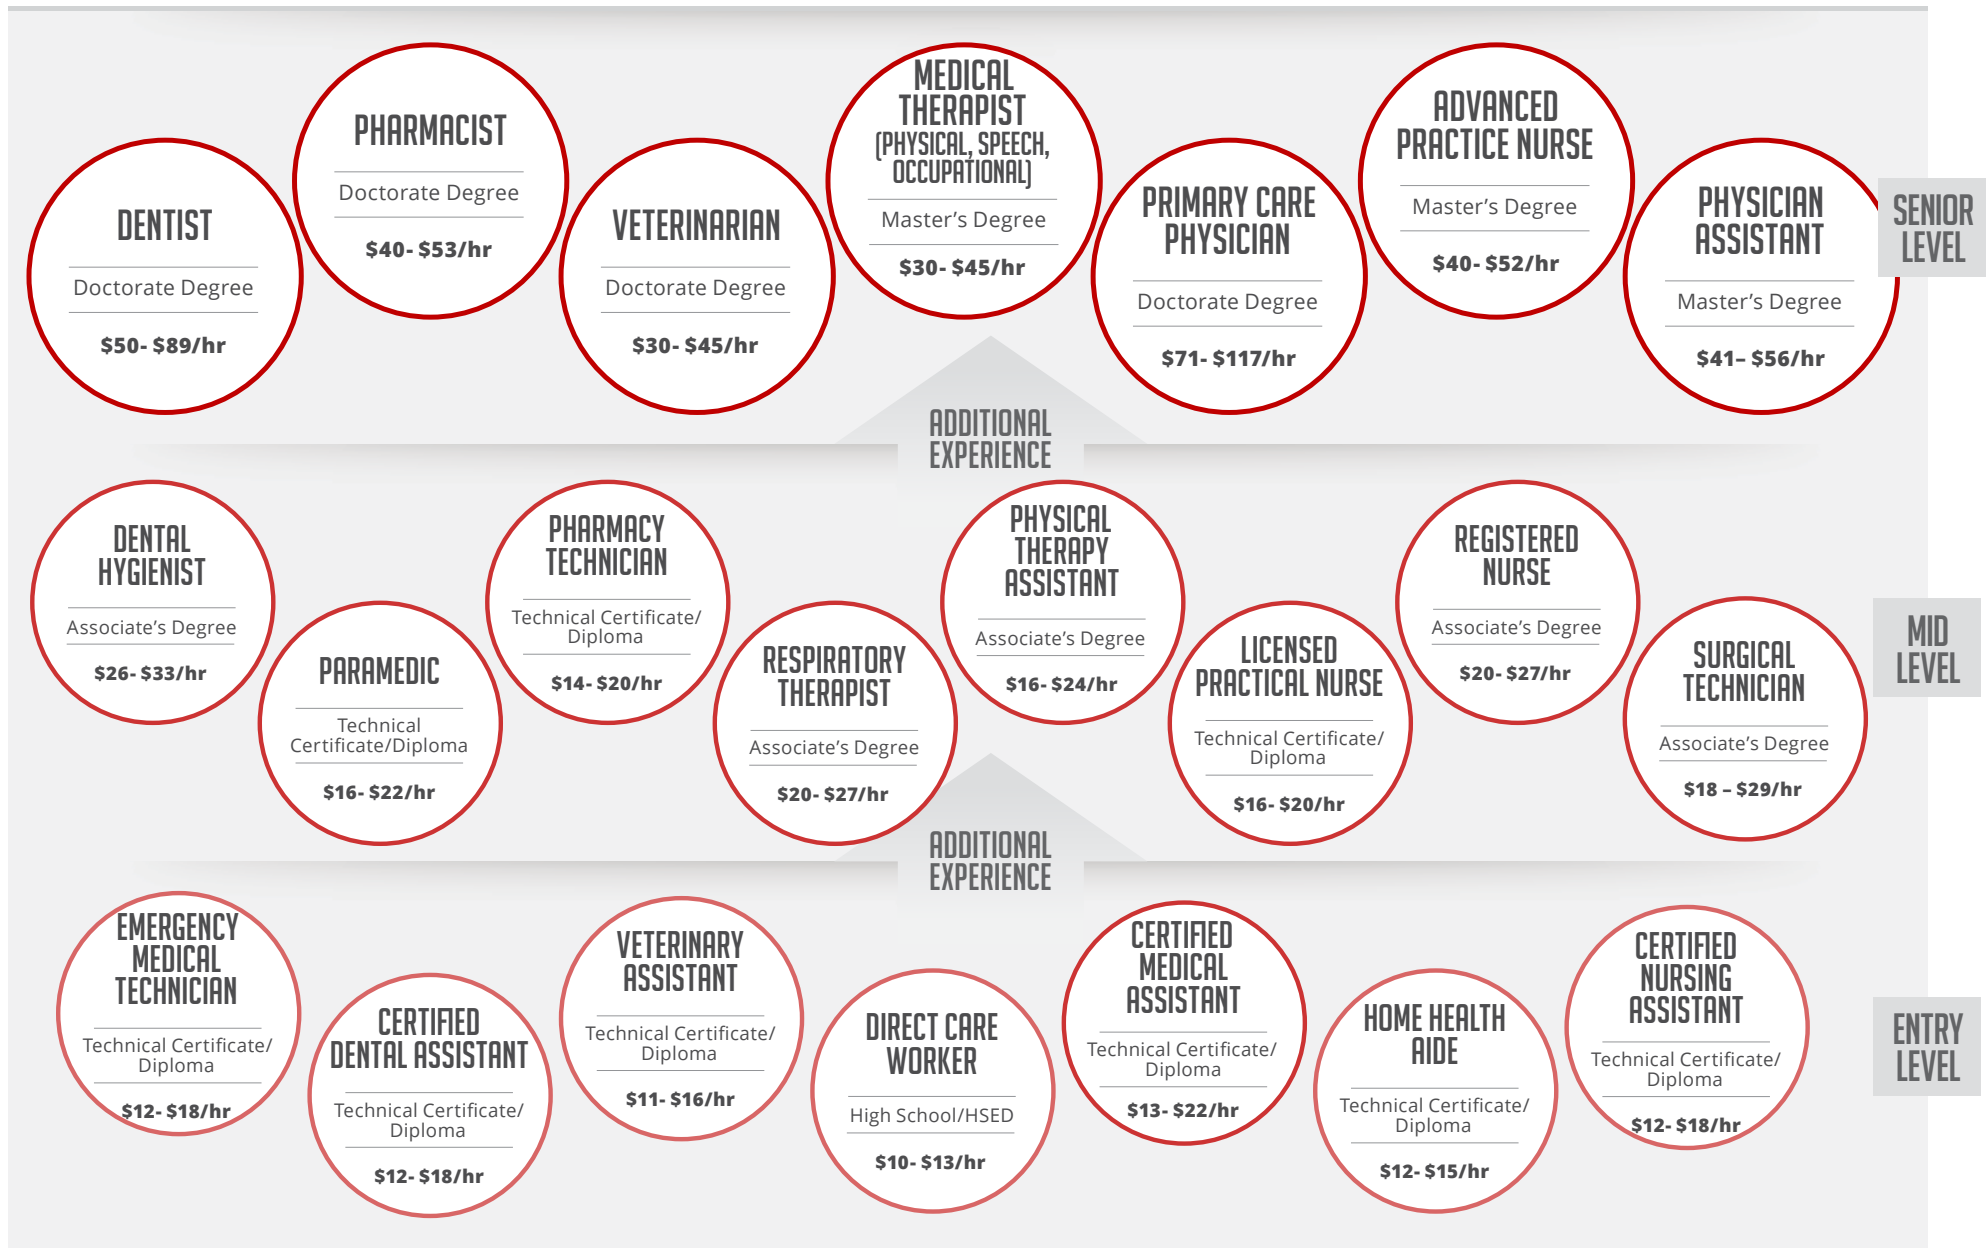 DENTIST
Doctorate Degree
$50- $89/hr
PHARMACIST
Doctorate Degree
$40- $53/hr
VETERINARIAN
Doctorate Degree
$30- $45/hr
MEDICAL
THERAPIST
(PHYSICAL, SPEECH,
OCCUPATIONAL)
Master's Degree
$30- $45/hr
PRIMARY CARE
PHYSICIAN
Doctorate Degree
$71- $117/hr
ADVANCED
PRACTICE NURSE
Master's Degree
$40- $52/hr
PHYSICIAN
ASSISTANT
Master's Degree
$41– $56/hr
SENIOR
LEVEL
ADDITIONAL
EXPERIENCE
DENTAL
HYGIENIST
Associate's Degree
$26- $33/hr
PARAMEDIC
Technical
Certificate/Diploma
$16- $22/hr
PHARMACY
TECHNICIAN
Technical Certificate/
Diploma
$14- $20/hr
RESPIRATORY
THERAPIST
Associate's Degree
$20- $27/hr
PHYSICAL
THERAPY
ASSISTANT
Associate's Degree
$16- $24/hr
LICENSED
PRACTICAL NURSE
Technical Certificate/
Diploma
$16- $20/hr
REGISTERED
NURSE
Associate's Degree
$20- $27/hr
SURGICAL
TECHNICIAN
Associate's Degree
$18 – $29/hr
MID
LEVEL
ADDITIONAL
EXPERIENCE
EMERGENCY
MEDICAL
TECHNICIAN
Technical Certificate/
Diploma
$12- $18/hr
CERTIFIED
DENTAL ASSISTANT
Technical Certificate/
Diploma
$12- $18/hr
VETERINARY
ASSISTANT
Technical Certificate/
Diploma
$11- $16/hr
DIRECT CARE
WORKER
High School/HSED
$10- $13/hr
CERTIFIED
MEDICAL
ASSISTANT
Technical Certificate/
Diploma
$13- $22/hr
HOME HEALTH
AIDE
Technical Certificate/
Diploma
$12- $15/hr
CERTIFIED
NURSING
ASSISTANT
Technical Certificate/
Diploma
$12- $18/hr
ENTRY
LEVEL